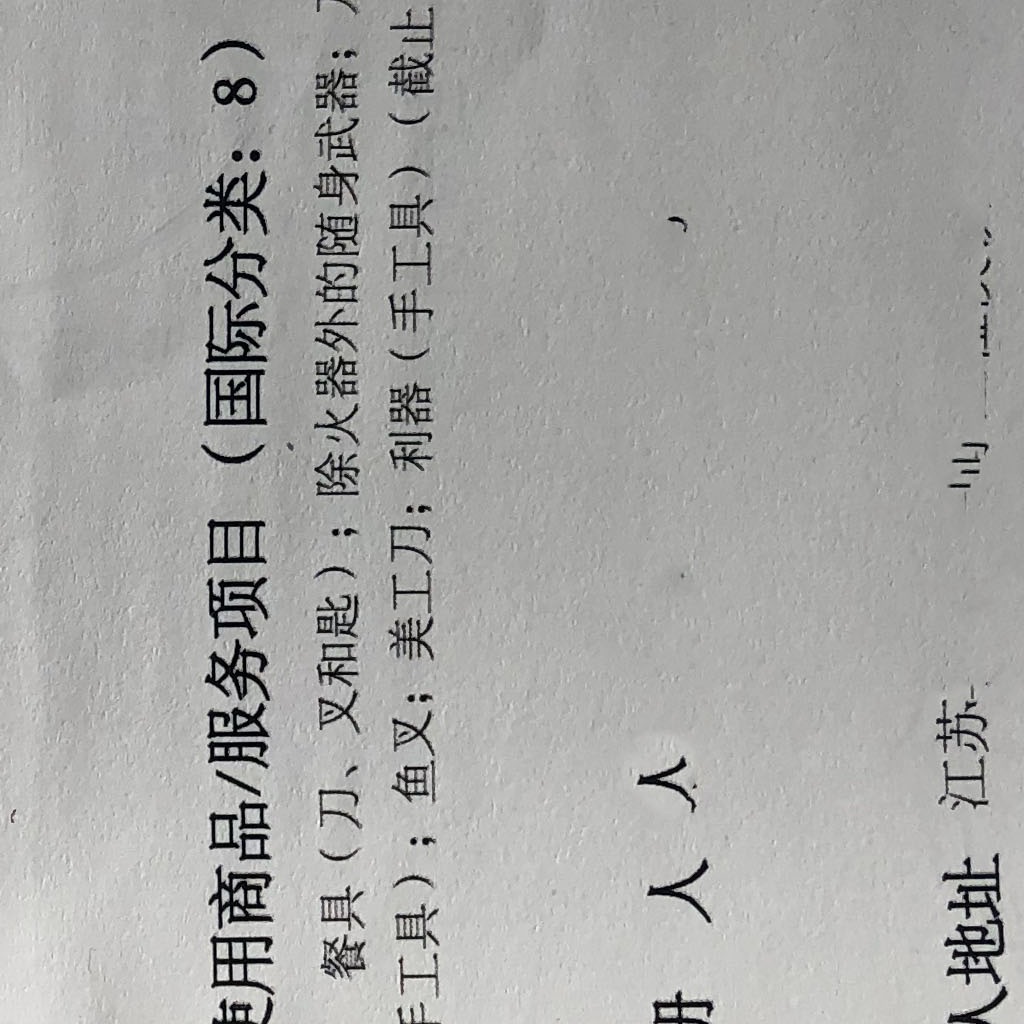 使用商品/服务项目（国际分类：8）
餐具（刀、叉和匙）；除火器外的随身武器；
手工具）；鱼叉；美工刀；利器（手工具）（截止
册 人 人
人地址 江苏